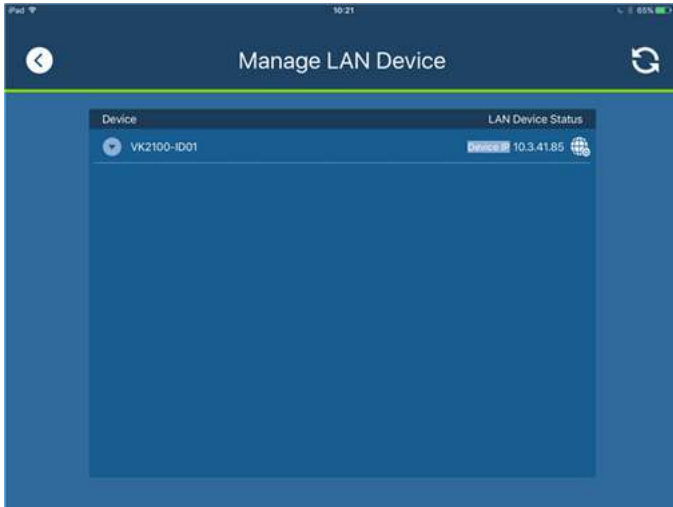 iPad 10:21 65%
Manage LAN Device
Device LAN Device Status
VK2100-ID01 Device IP 10.3.41.85